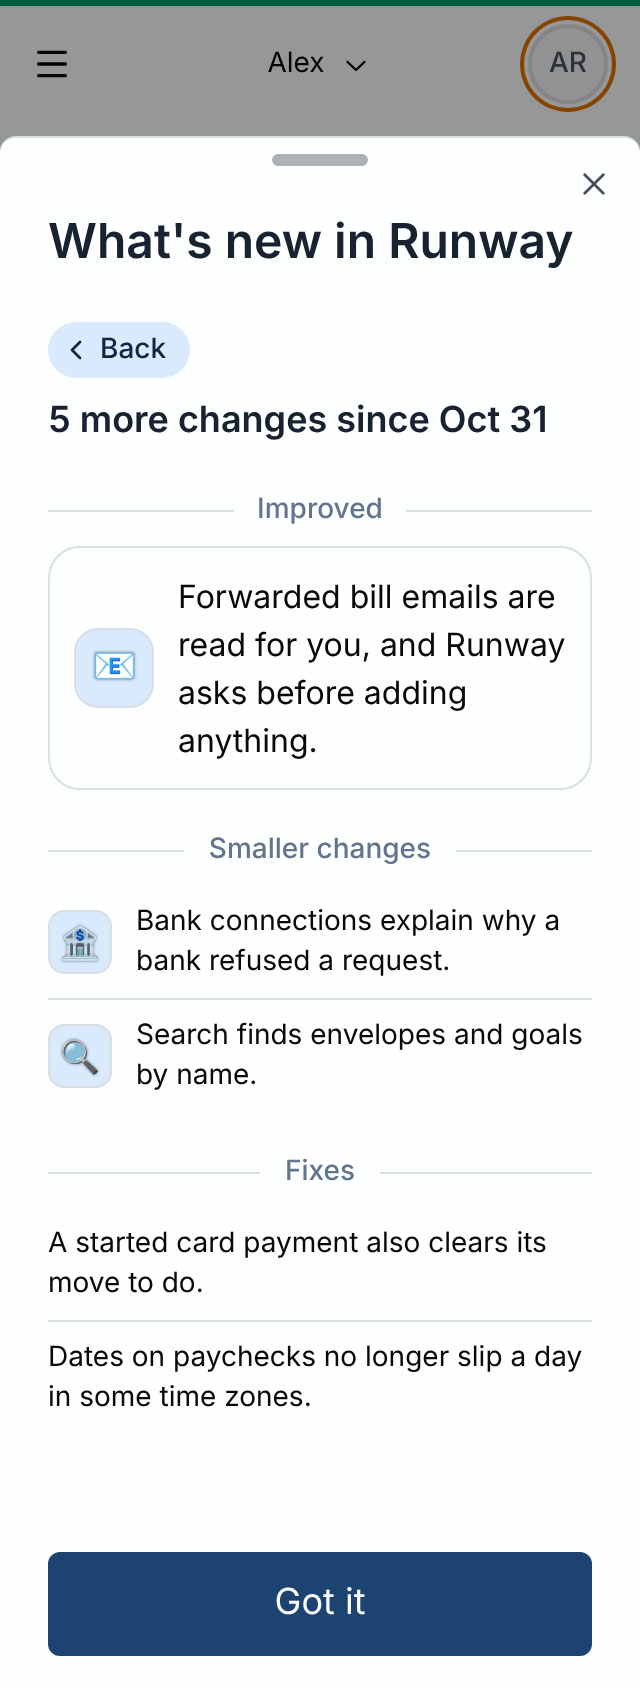 Alex
AR
What's new in Runway
Back
5 more changes since Oct 31
Improved
Forwarded bill emails are
read for you, and Runway
asks before adding
anything.
Smaller changes
Bank connections explain why a
bank refused a request.
Search finds envelopes and goals
by name.
Fixes
A started card payment also clears its
move to do.
Dates on paychecks no longer slip a day
in some time zones.
Got it